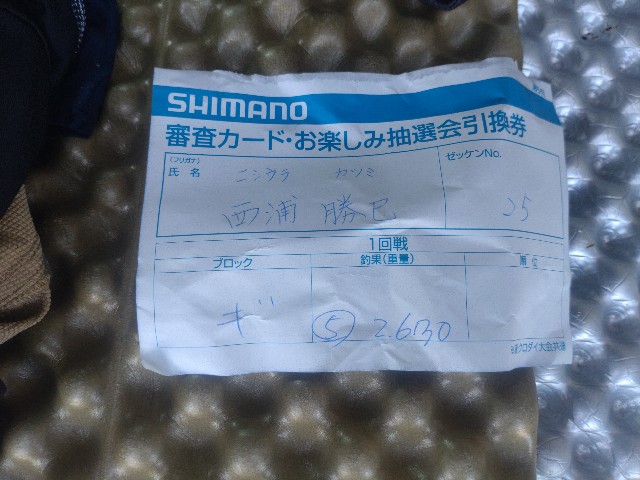 SHIMANO
審査カード・お楽しみ抽選会引換券
(フリガナ)
氏名
ニシウラ カツミ
ゼッケンNo.
西浦 勝己
25
1回戦
ブロック
釣果(重量)
順位
ギ
⑤ 2.630